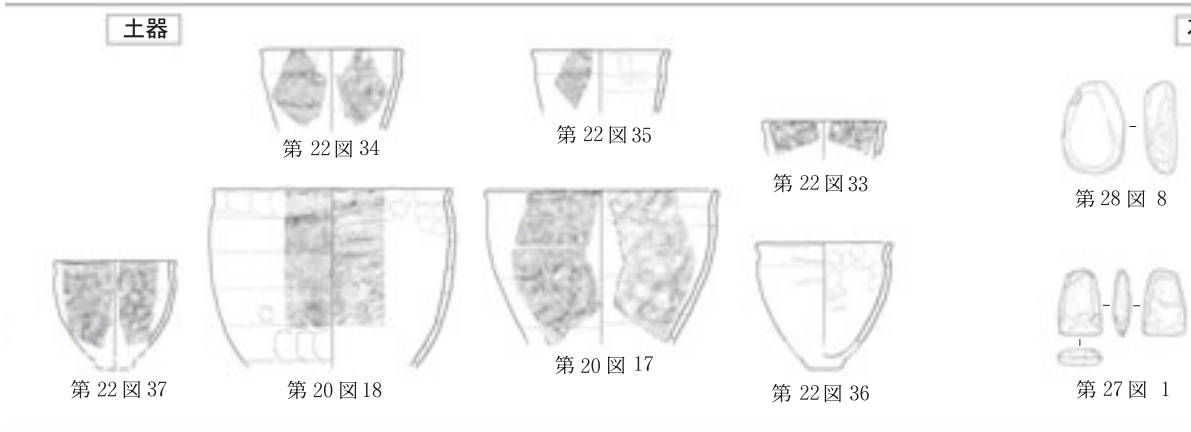 土器
第 22 図 34
第 22 図 35
第 22 図 33
第 28 図 8
第 22 図 37
第 20 図 18
第 20 図 17
第 22 図 36
第 27 図 1